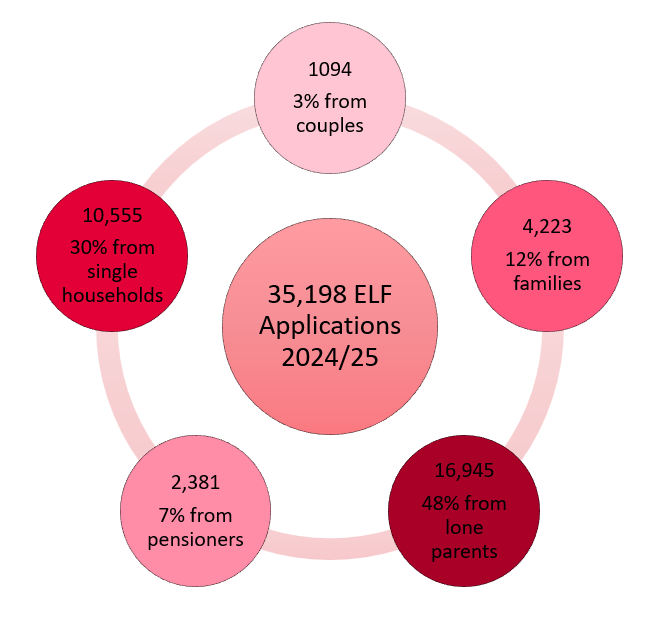 1094
3% from
couples
4,223
12% from
families
16,945
48% from
lone
parents
2,381
7% from
pensioners
10,555
30% from
single
households
35,198 ELF
Applications
2024/25